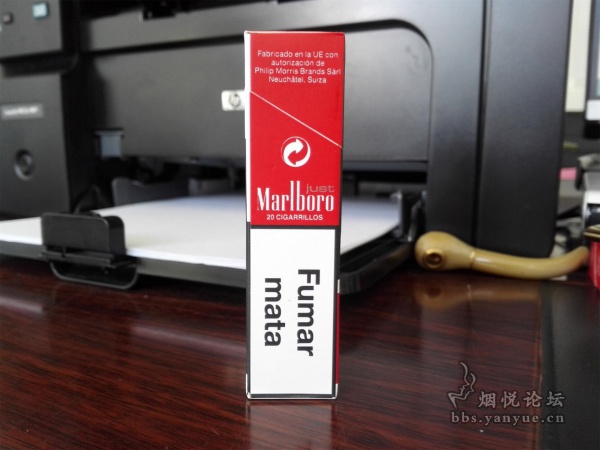 Fabricado en la UE con
autorización de
Philip Morris Brands Sàrl
Neuchâtel, Suiza
just
Marlboro
20 CIGARRILLOS
Fumar
mata
hp
烟悦论坛
bbs.yanyue.cn